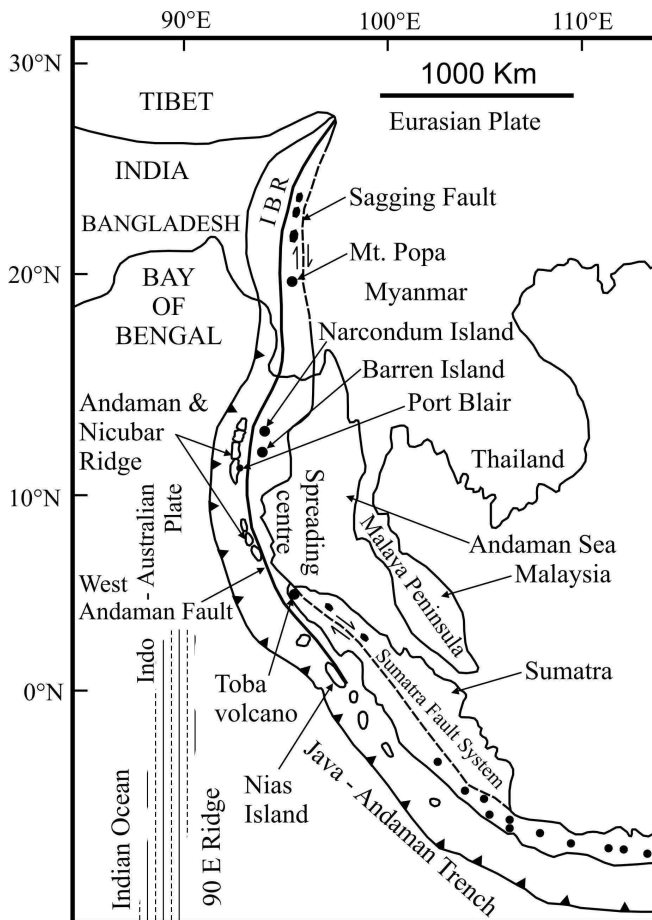 90°E
100°E
110°E
30°N
1000 Km
TIBET
Eurasian Plate
INDIA
IBR
Sagging Fault
BANGLADESH
Mt. Popa
20°N
BAY
OF
BENGAL
Myanmar
Narcondum Island
Barren Island
Port Blair
Andaman &
Nicubar
Ridge
Thailand
10°N
Spreading
centre
Andaman Sea
Malaya Peninsula
Malaysia
Indo - Australian
Plate
West
Andaman Fault
Sumatra
0°N
Toba
volcano
Sumatra Fault System
Nias
Island
Java - Andaman Trench
Indian Ocean
90 E Ridge